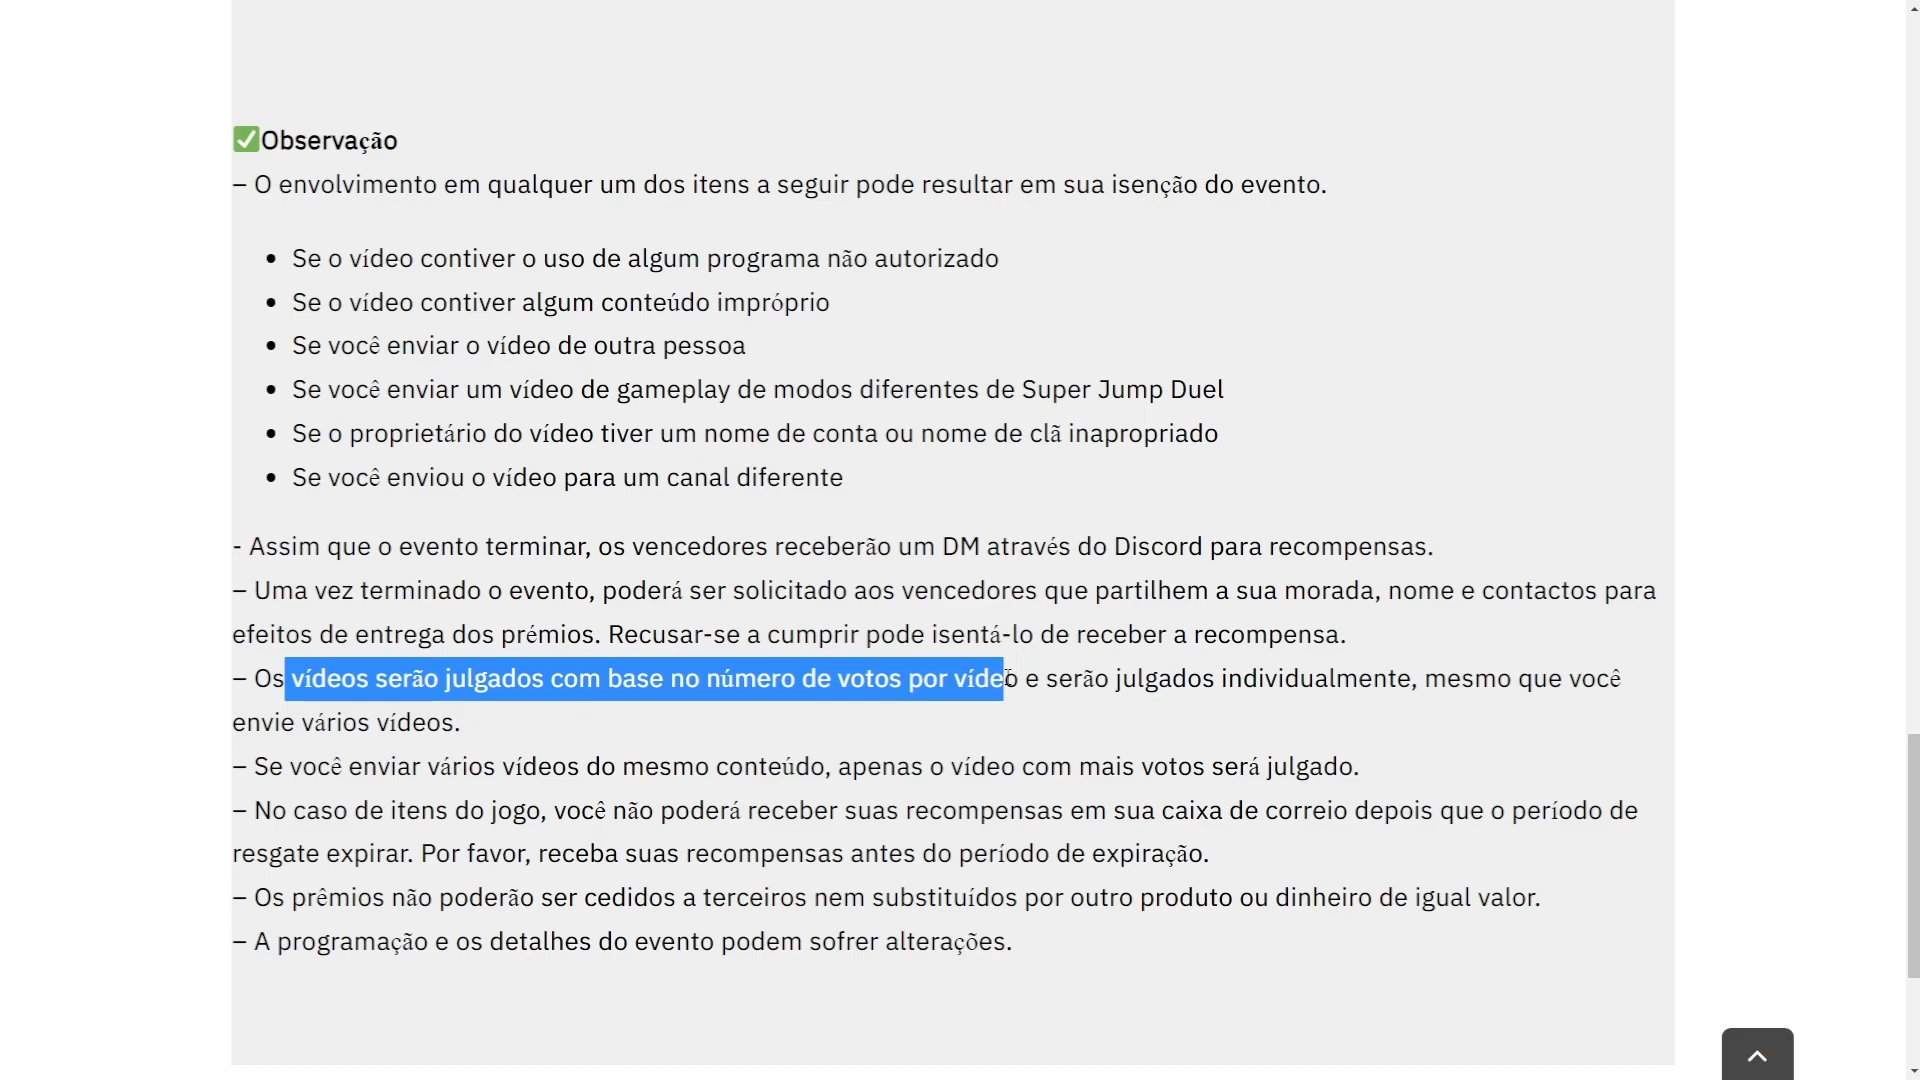 ✅Observação
– O envolvimento em qualquer um dos itens a seguir pode resultar em sua isenção do evento.
• Se o vídeo contiver o uso de algum programa não autorizado
• Se o vídeo contiver algum conteúdo impróprio
• Se você enviar o vídeo de outra pessoa
• Se você enviar um vídeo de gameplay de modos diferentes de Super Jump Duel
• Se o proprietário do vídeo tiver um nome de conta ou nome de clã inapropriado
• Se você enviou o vídeo para um canal diferente
- Assim que o evento terminar, os vencedores receberão um DM através do Discord para recompensas.
– Uma vez terminado o evento, poderá ser solicitado aos vencedores que partilhem a sua morada, nome e contactos para
efeitos de entrega dos prémios. Recusar-se a cumprir pode isentá-lo de receber a recompensa.
– Os vídeos serão julgados com base no número de votos por vídeo e serão julgados individualmente, mesmo que você
envie vários vídeos.
– Se você enviar vários vídeos do mesmo conteúdo, apenas o vídeo com mais votos será julgado.
– No caso de itens do jogo, você não poderá receber suas recompensas em sua caixa de correio depois que o período de
resgate expirar. Por favor, receba suas recompensas antes do período de expiração.
– Os prêmios não poderão ser cedidos a terceiros nem substituídos por outro produto ou dinheiro de igual valor.
– A programação e os detalhes do evento podem sofrer alterações.